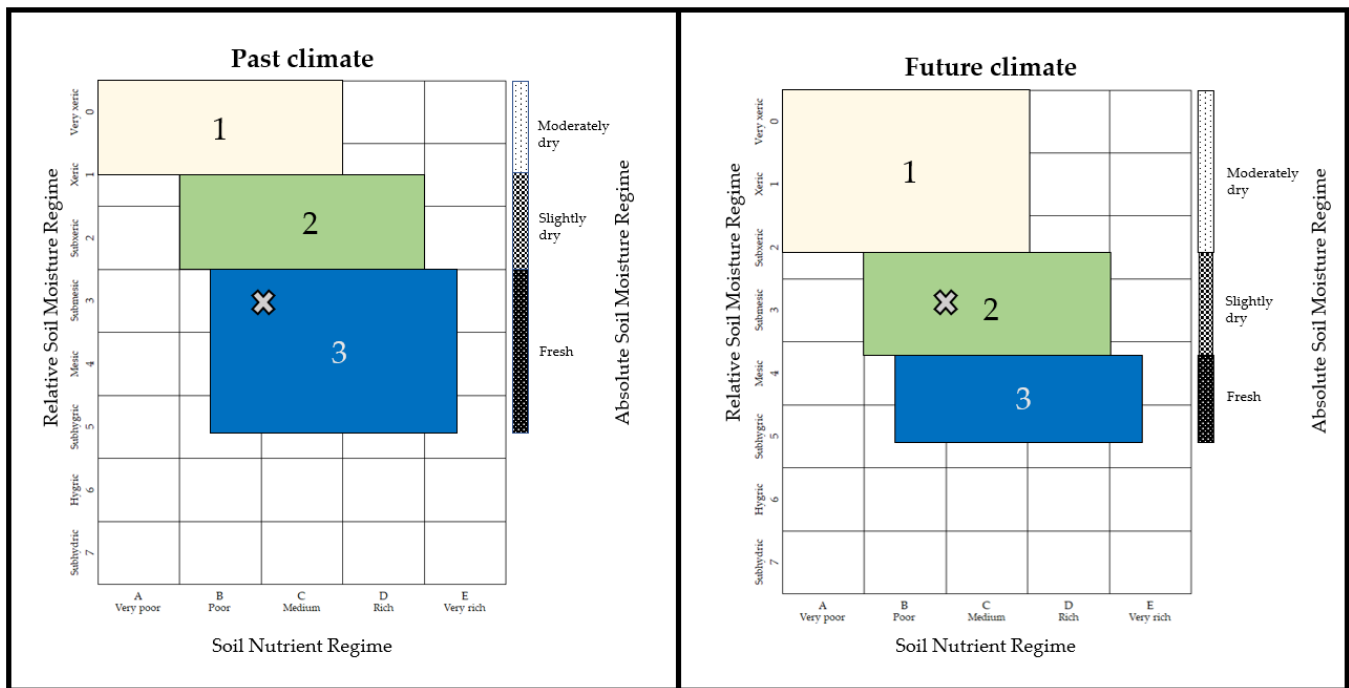 Past climate
Relative Soil Moisture Regime
Very xeric
0
Xeric
1
Subxeric
2
Submesic
3
Mesic
4
Subhygric
5
Hygric
6
Subhydric
7
1
2
3
Moderately
dry
Slightly
dry
Fresh
Absolute Soil Moisture Regime
A
Very poor
B
Poor
C
Medium
D
Rich
E
Very rich
Soil Nutrient Regime
Future climate
Relative Soil Moisture Regime
Very xeric
0
Xeric
1
Subxeric
2
Submesic
3
Mesic
4
Subhygric
5
Hygric
6
Subhydric
7
1
2
3
Moderately
dry
Slightly
dry
Fresh
Absolute Soil Moisture Regime
A
Very poor
B
Poor
C
Medium
D
Rich
E
Very rich
Soil Nutrient Regime